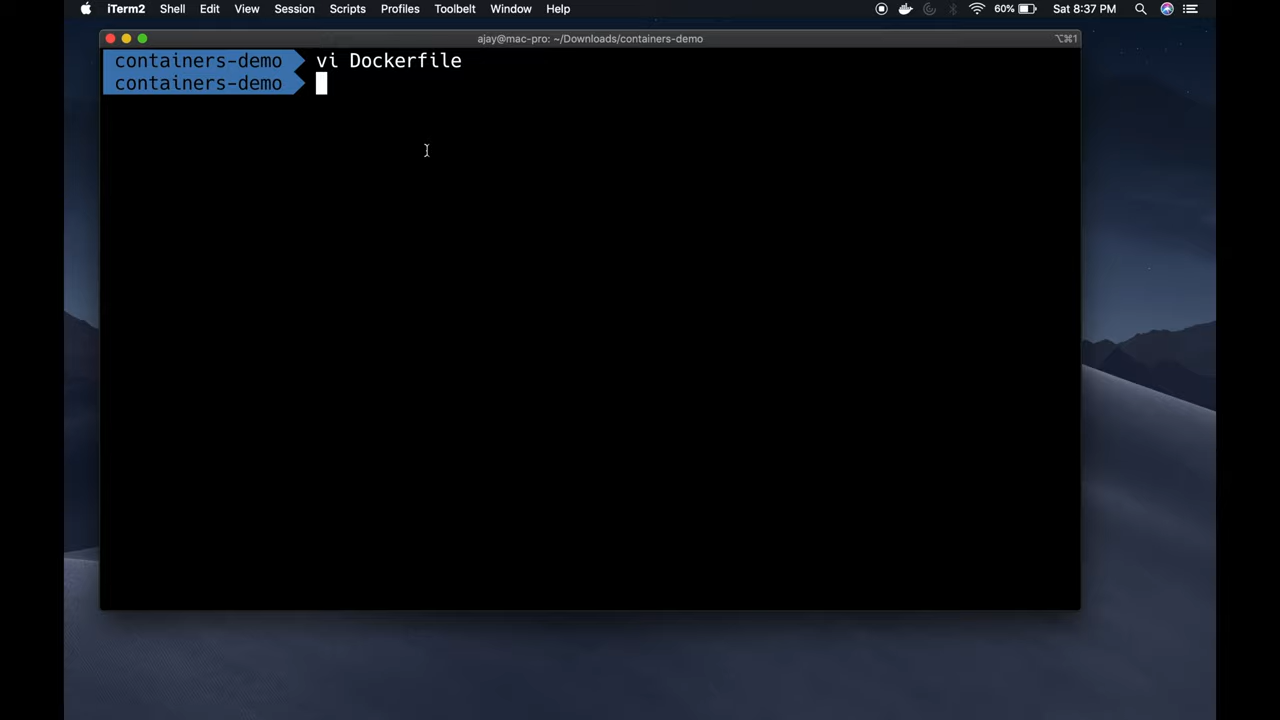 iTerm2 Shell Edit View Session Scripts Profiles Toolbelt Window Help 60% Sat 8:37 PM
ajay@mac-pro: ~/Downloads/containers-demo ⌥⌘1
containers-demo vi Dockerfile
containers-demo